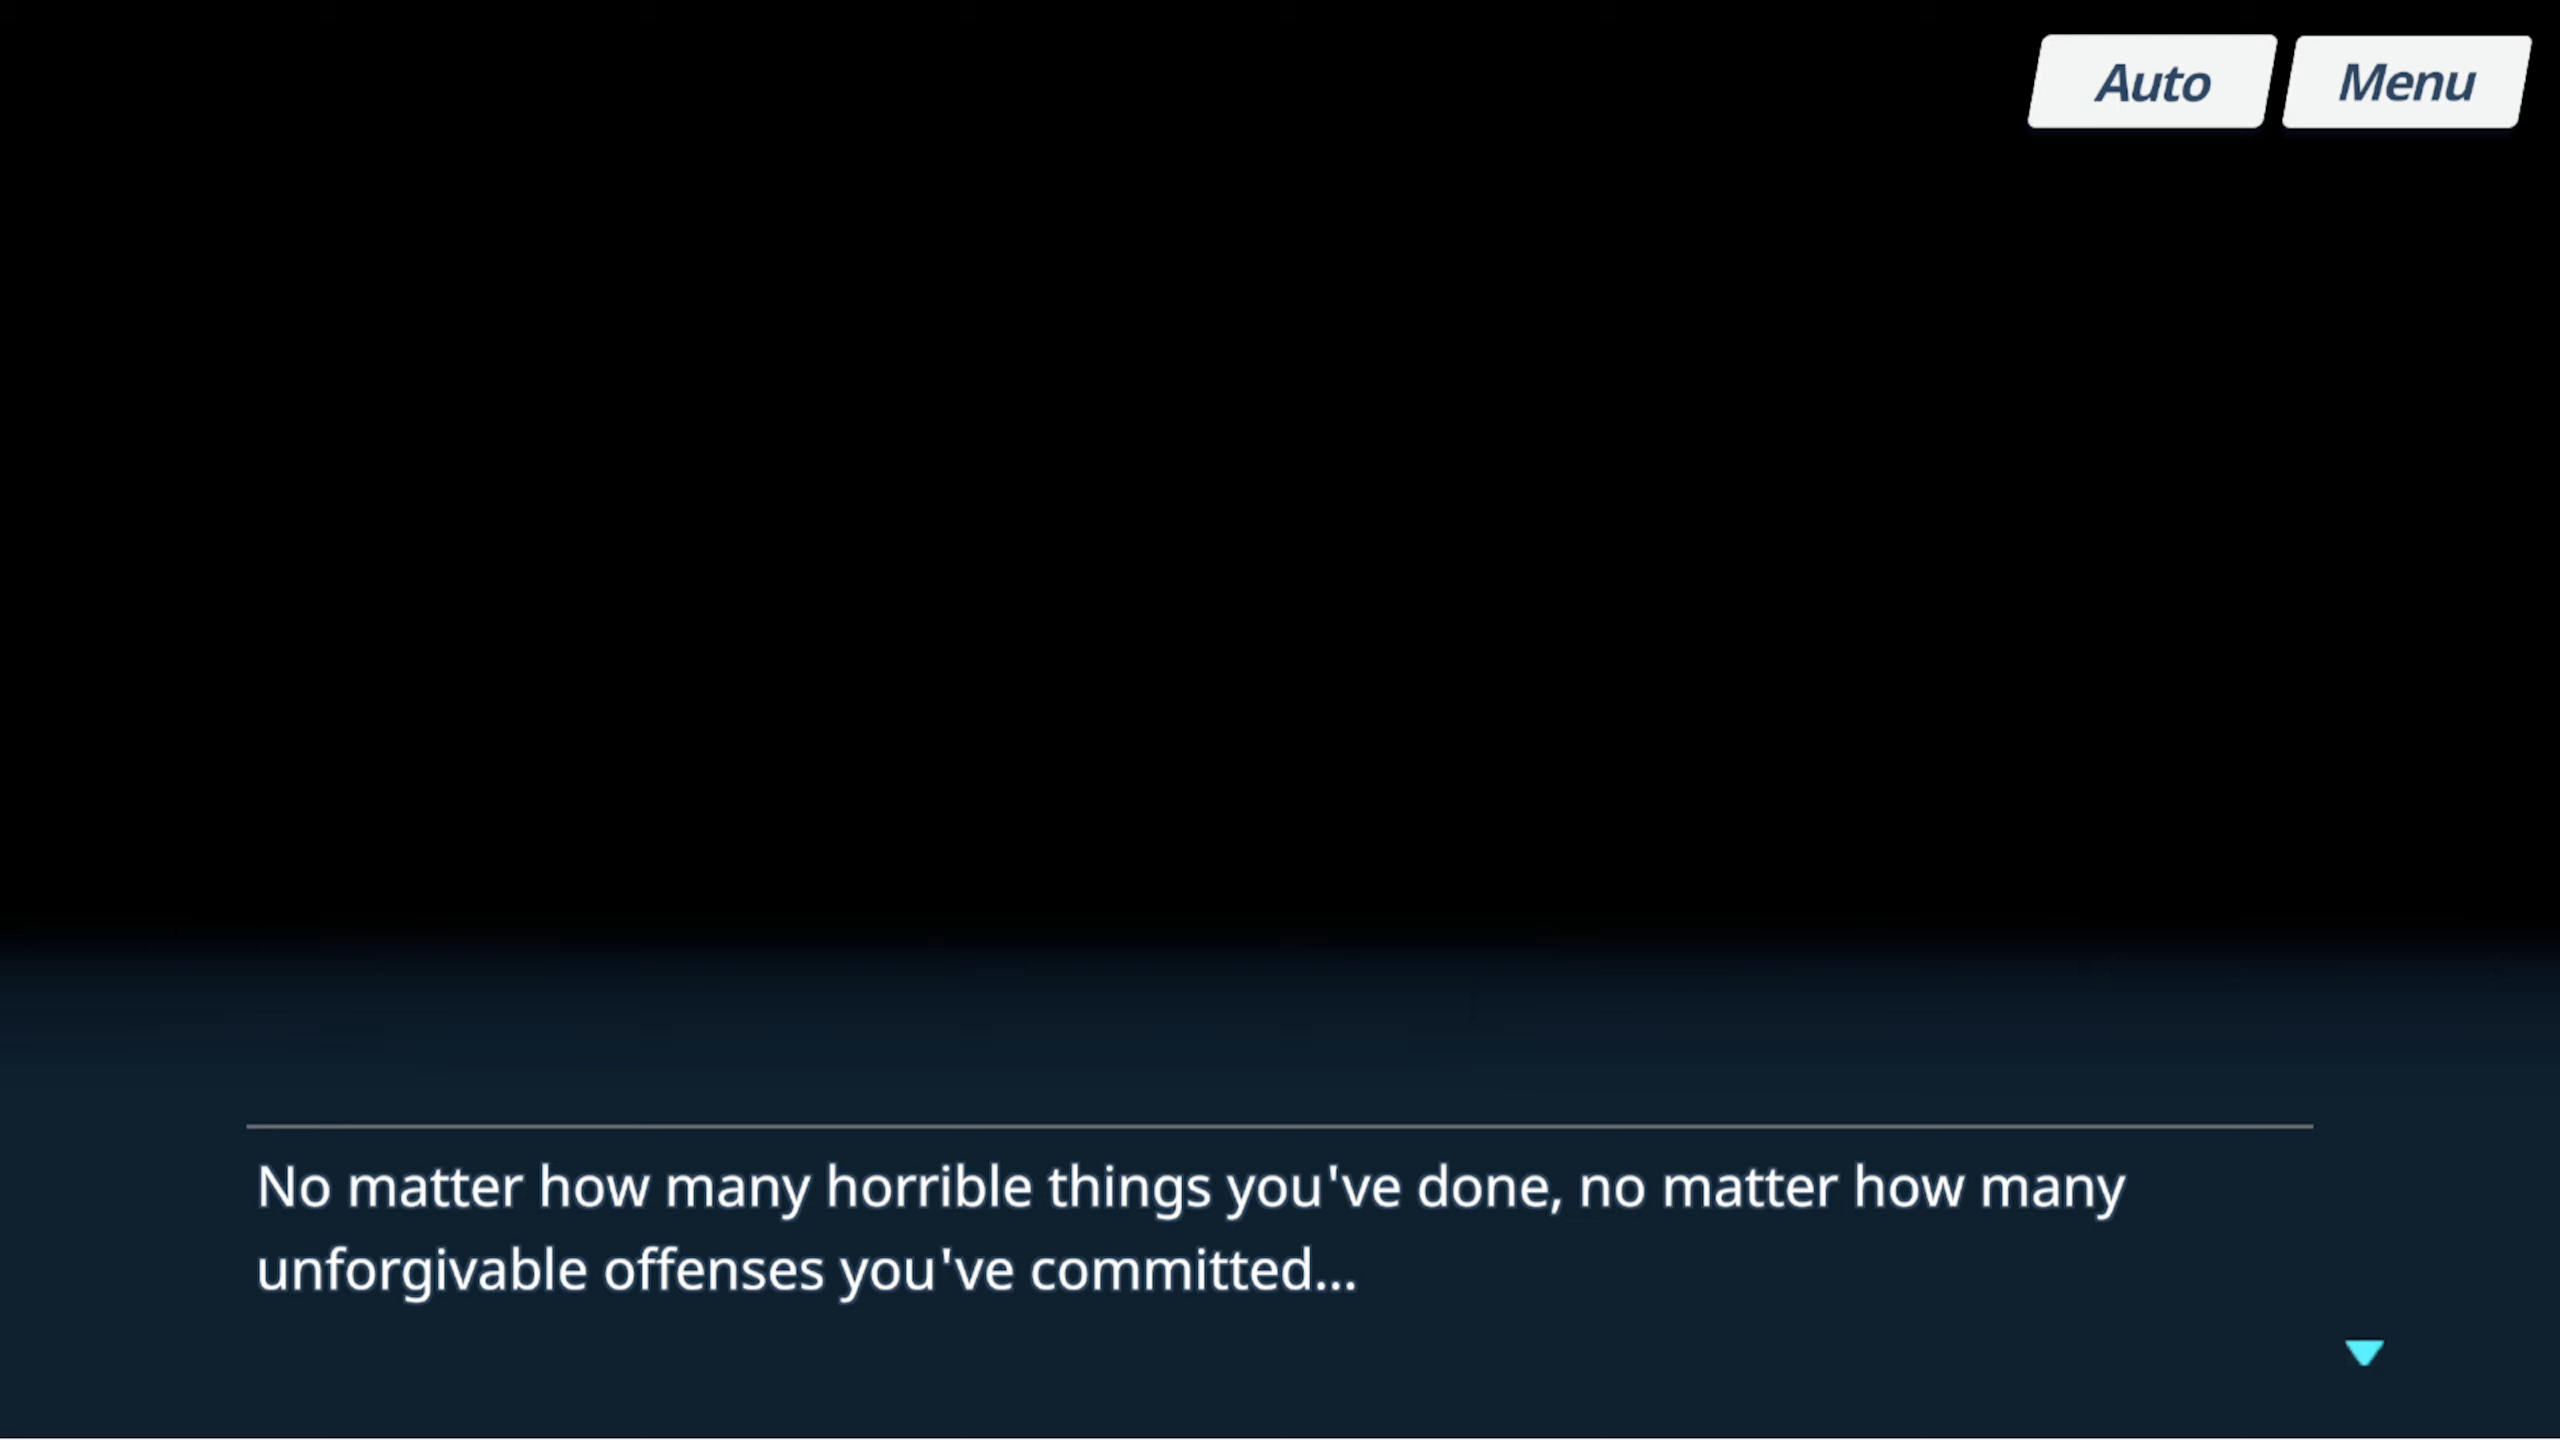 Auto Menu
No matter how many horrible things you've done, no matter how many
unforgivable offenses you've committed...